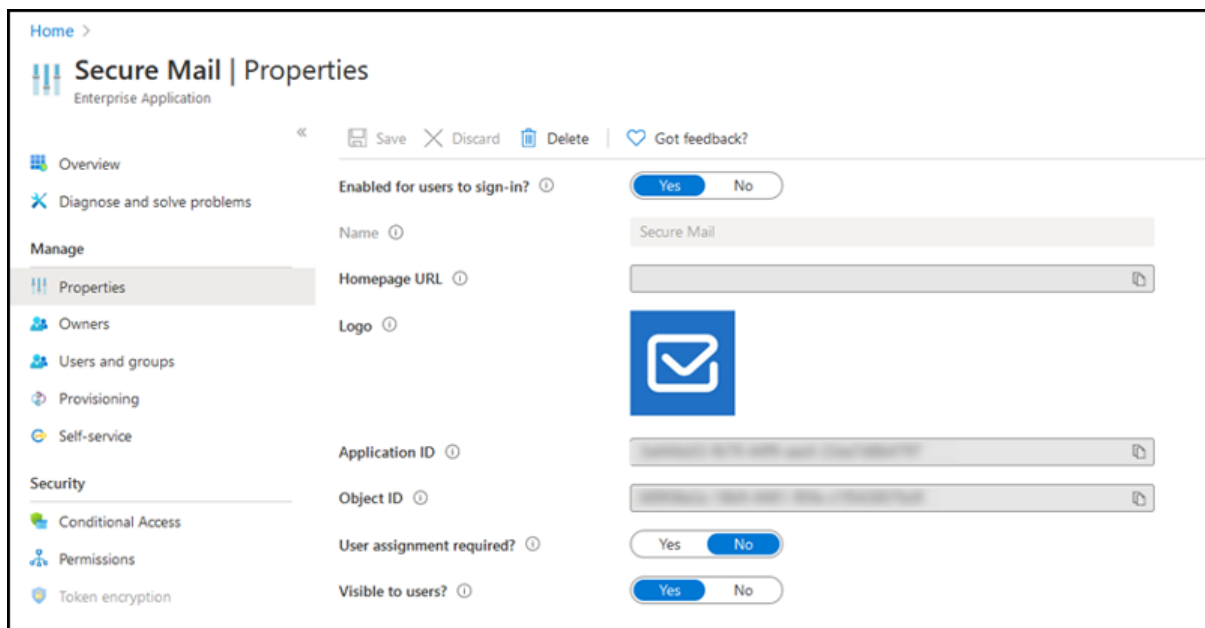 Home >
Secure Mail | Properties
Enterprise Application
Save Discard Delete Got feedback?
Overview
Diagnose and solve problems
Manage
Properties
Owners
Users and groups
Provisioning
Self-service
Security
Conditional Access
Permissions
Token encryption
Enabled for users to sign-in? Yes No
Name Secure Mail
Homepage URL
Logo
Application ID
Object ID
User assignment required? Yes No
Visible to users? Yes No